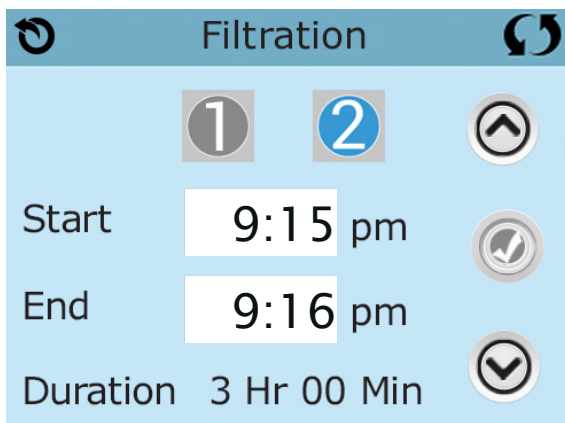 Filtration
1 2
Start 9:15 pm
End 9:16 pm
Duration 3 Hr 00 Min